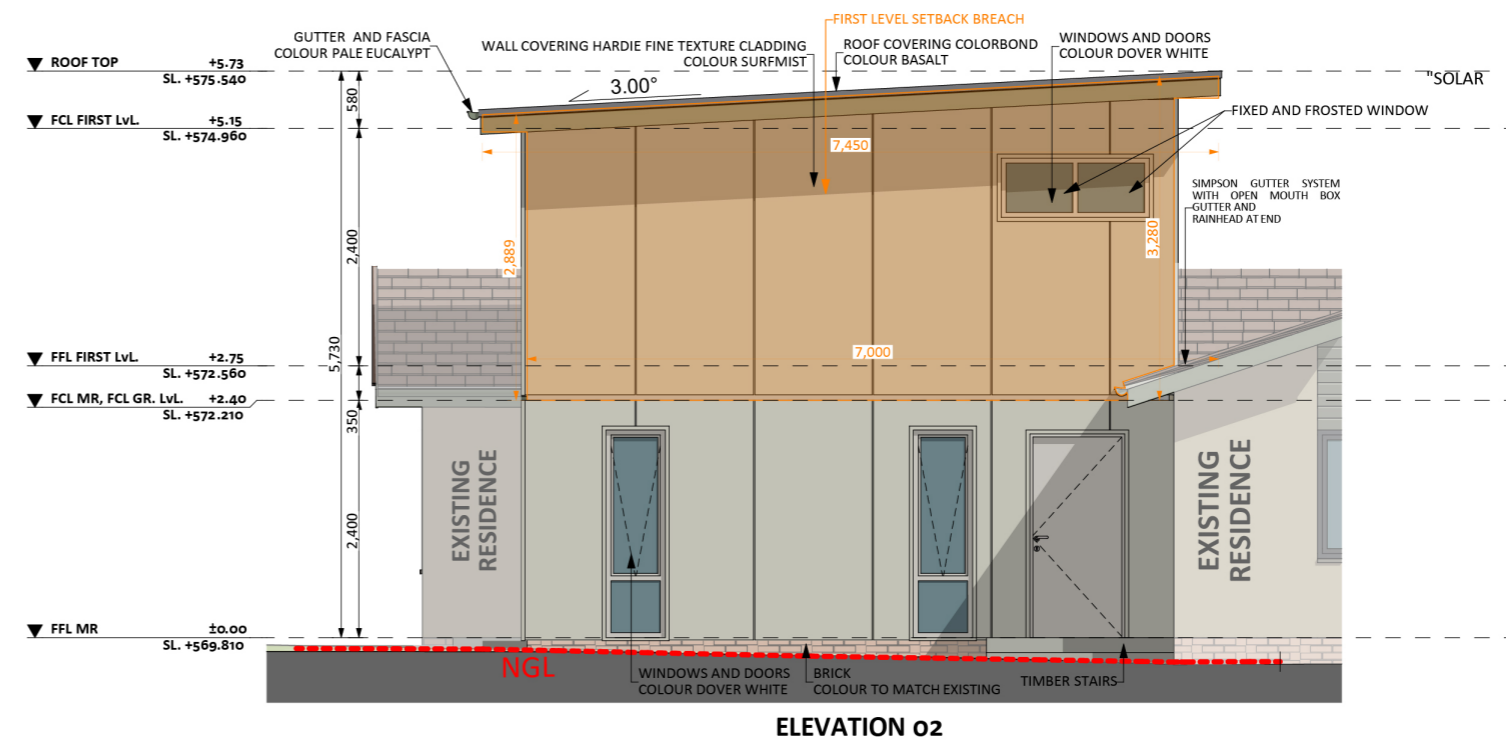 FIRST LEVEL SETBACK BREACH
GUTTER AND FASCIA
COLOUR PALE EUCALYPT
WALL COVERING HARDIE FINE TEXTURE CLADDING
COLOUR SURFMIST
ROOF COVERING COLORBOND
COLOUR BASALT
WINDOWS AND DOORS
COLOUR DOVER WHITE
ROOF TOP +5.73
SL. +575.540
"SOLAR
580
3.00°
FIXED AND FROSTED WINDOW
FCL FIRST LvL. +5.15
SL. +574.960
7,450
SIMPSON GUTTER SYSTEM
WITH OPEN MOUTH BOX
GUTTER AND
RAINHEAD AT END
2,400
2,889
3,280
5,730
7,000
FFL FIRST LvL. +2.75
SL. +572.560
FCL MR, FCL GR. LvL. +2.40
SL. +572.210
350
2,400
EXISTING
RESIDENCE
EXISTING
RESIDENCE
FFL MR ±0.00
SL. +569.810
NGL
WINDOWS AND DOORS
COLOUR DOVER WHITE
BRICK
COLOUR TO MATCH EXISTING
TIMBER STAIRS
ELEVATION 02